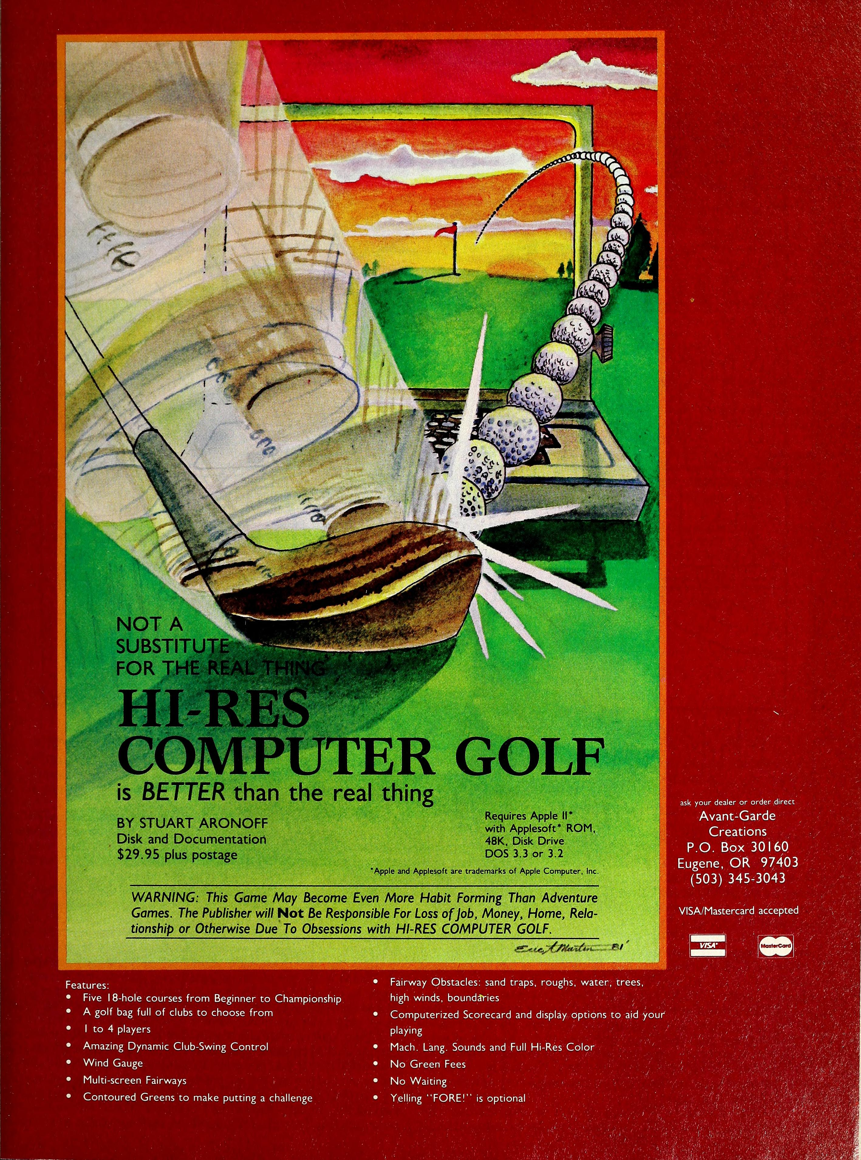 NOT A
SUBSTITUTE
FOR THE REAL THING
HI-RES
COMPUTER GOLF
is BETTER than the real thing
BY STUART ARONOFF
Disk and Documentation
$29.95 plus postage
Requires Apple II*
with Applesoft* ROM,
48K, Disk Drive
DOS 3.3 or 3.2
*Apple and Applesoft are trademarks of Apple Computer, Inc.
WARNING: This Game May Become Even More Habit Forming Than Adventure
Games. The Publisher will Not Be Responsible For Loss of Job, Money, Home, Rela-
tionship or Otherwise Due To Obsessions with HI-RES COMPUTER GOLF.
Eric A Martin 81'
ask your dealer or order direct
Avant-Garde
Creations
P.O. Box 30160
Eugene, OR 97403
(503) 345-3043
VISA/Mastercard accepted
VISA
MasterCard
Features:
• Five 18-hole courses from Beginner to Championship
• A golf bag full of clubs to choose from
• 1 to 4 players
• Amazing Dynamic Club-Swing Control
• Wind Gauge
• Multi-screen Fairways
• Contoured Greens to make putting a challenge
• Fairway Obstacles: sand traps, roughs, water, trees,
high winds, boundaries
• Computerized Scorecard and display options to aid your
playing
• Mach. Lang. Sounds and Full Hi-Res Color
• No Green Fees
• No Waiting
• Yelling "FORE!" is optional